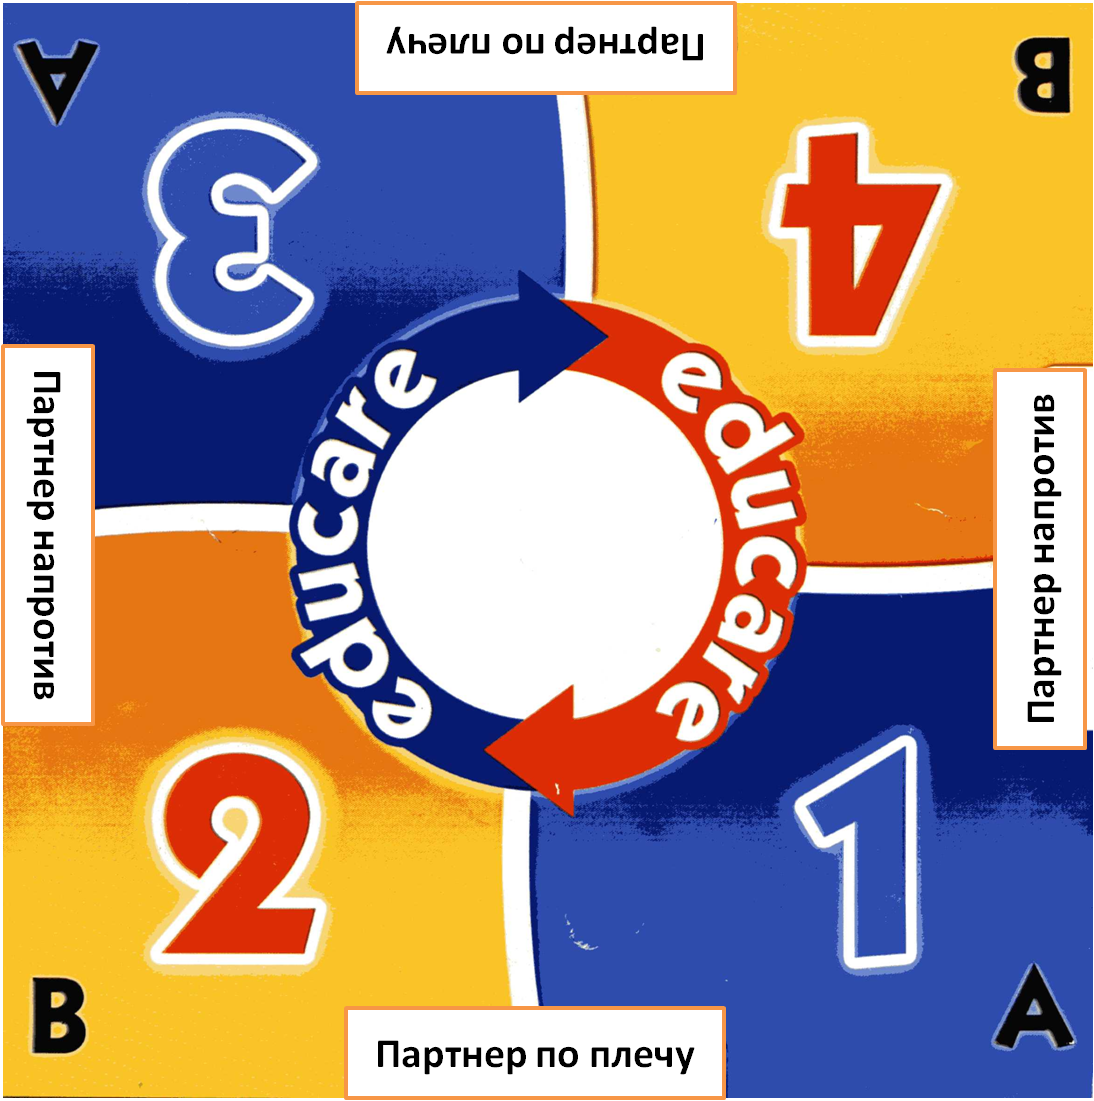 Партнер по плечу
A
B
3
4
educare
educare
Партнер напротив
Партнер напротив
2
1
B
A
Партнер по плечу